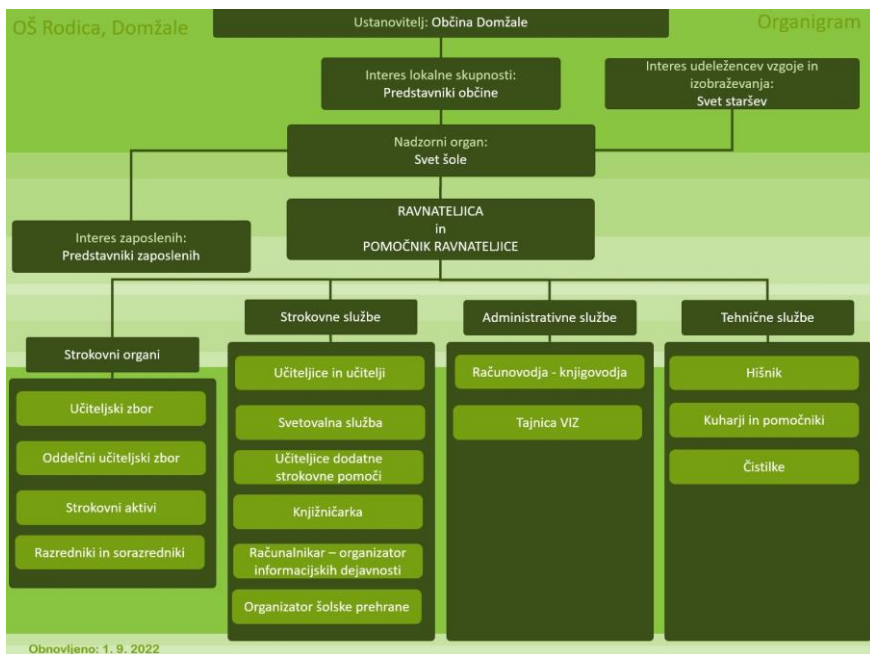 OŠ Rodica, Domžale
Ustanovitelj: Občina Domžale
Organigram
Interes lokalne skupnosti:
Predstavniki občine
Interes udeležencev vzgoje in
izobraževanja:
Svet staršev
Nadzorni organ:
Svet šole
Interes zaposlenih:
Predstavniki zaposlenih
RAVNATELJICA
in
POMOČNIK RAVNATELJICE
Strokovni organi
Učiteljski zbor
Oddelčni učiteljski zbor
Strokovni aktivi
Razredniki in sorazredniki
Strokovne službe
Učiteljice in učitelji
Svetovalna služba
Učiteljice dodatne
strokovne pomoči
Knjižničarka
Računalnikar – organizator
informacijskih dejavnosti
Organizator šolske prehrane
Administrativne službe
Računovodja - knjigovodja
Tajnica VIZ
Tehnične službe
Hišnik
Kuharji in pomočniki
Čistilke
Obnovljeno: 1. 9. 2022